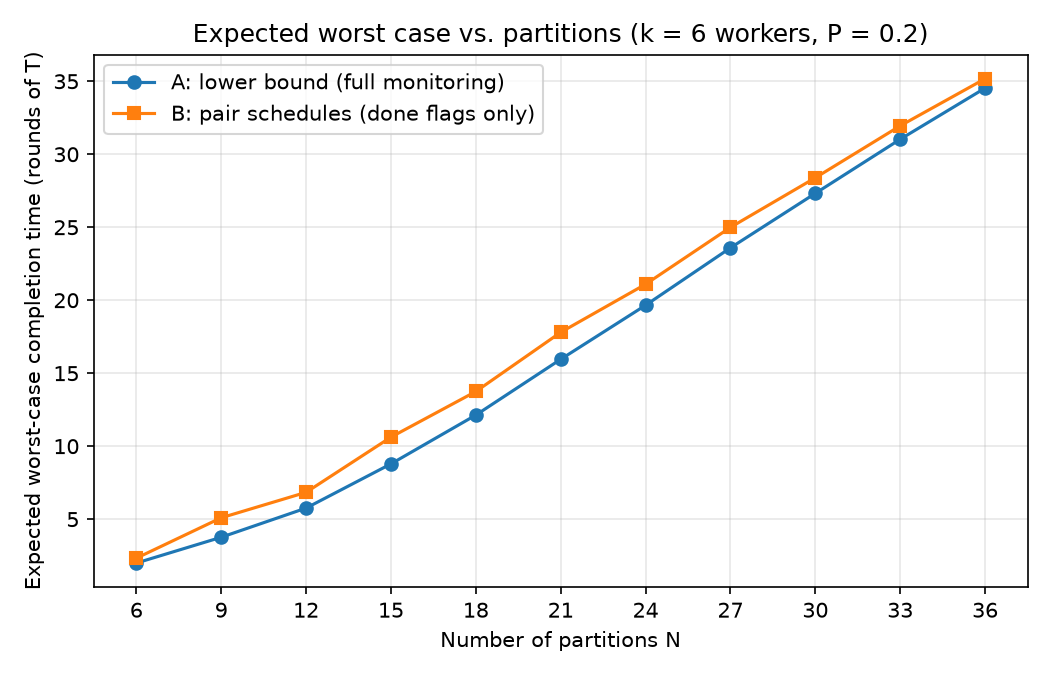 Expected worst case vs. partitions (k = 6 workers, P = 0.2)
A: lower bound (full monitoring)
B: pair schedules (done flags only)
Expected worst-case completion time (rounds of T)
35
30
25
20
15
10
5
6 9 12 15 18 21 24 27 30 33 36
Number of partitions N